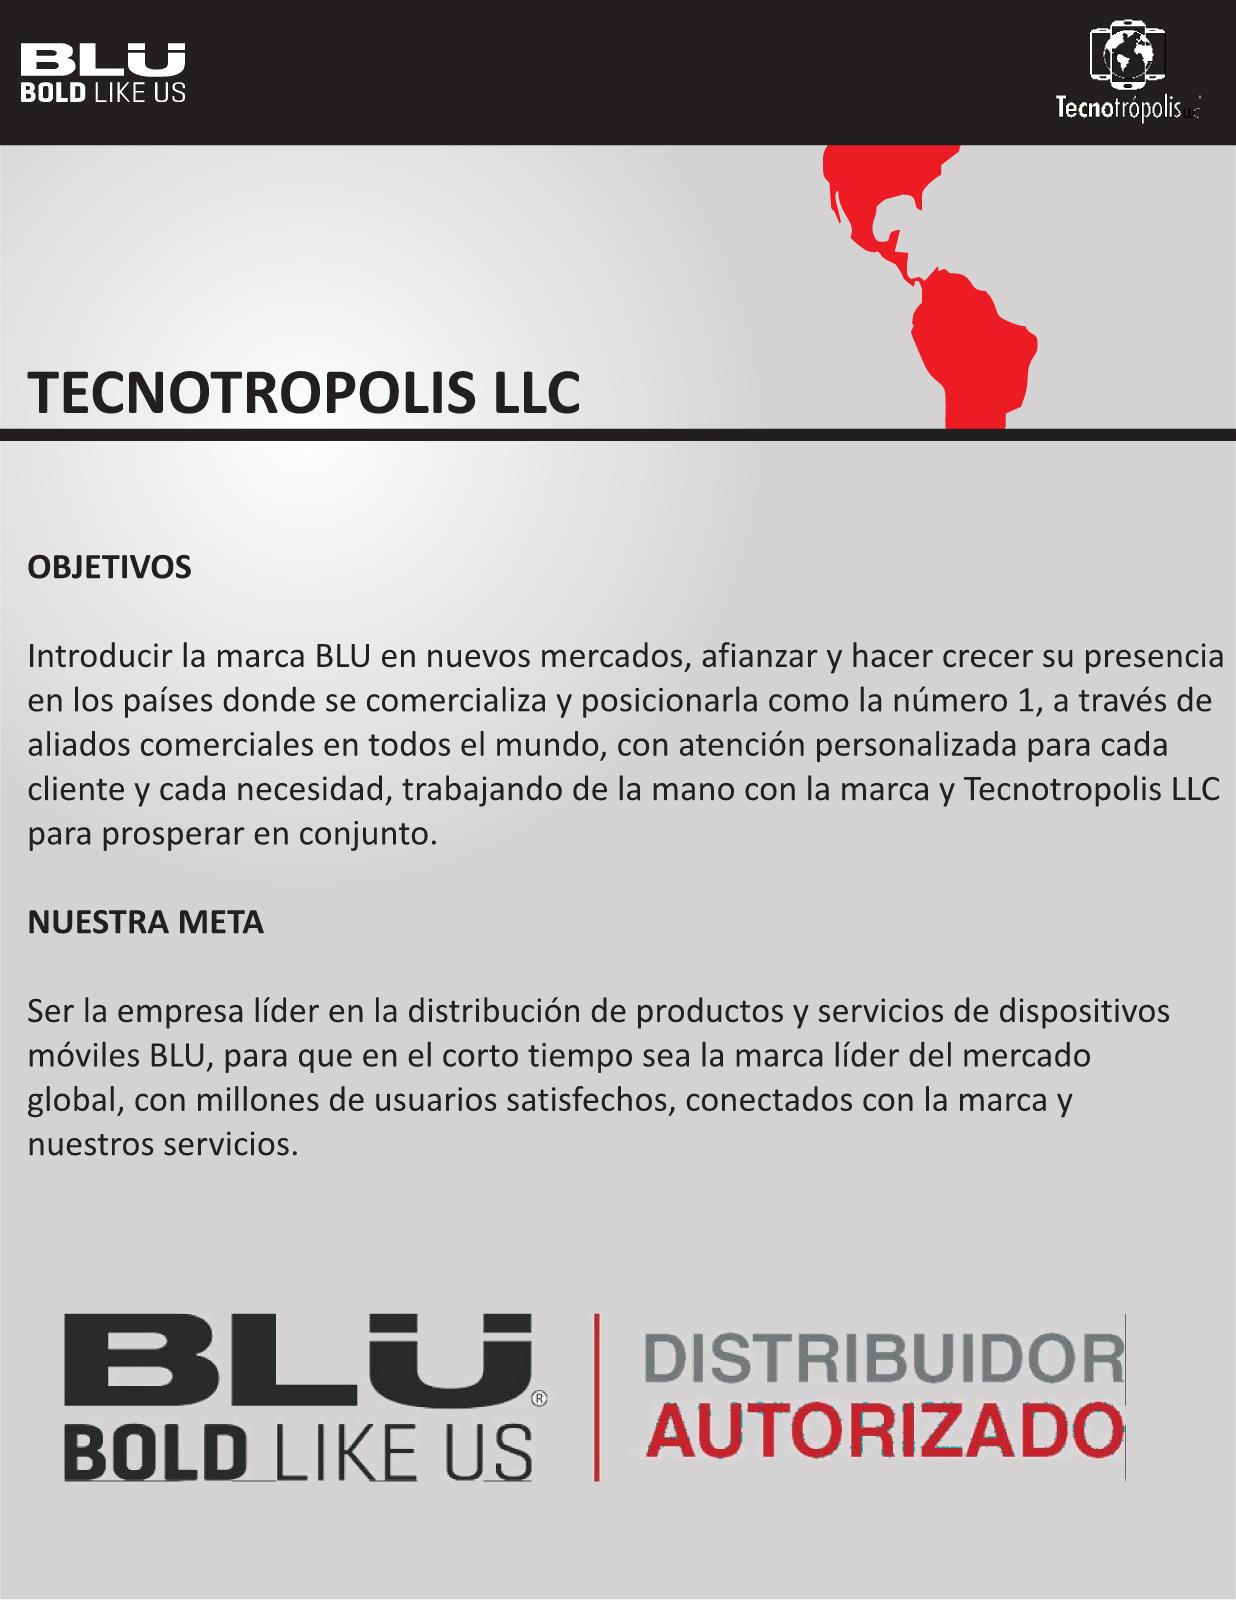 BLU
BOLD LIKE US
Tecnotrópolis
TECNOTROPOLIS LLC
OBJETIVOS
Introducir la marca BLU en nuevos mercados, afianzar y hacer crecer su presencia
en los países donde se comercializa y posicionarla como la número 1, a través de
aliados comerciales en todos el mundo, con atención personalizada para cada
cliente y cada necesidad, trabajando de la mano con la marca y Tecnotropolis LLC
para prosperar en conjunto.
NUESTRA META
Ser la empresa líder en la distribución de productos y servicios de dispositivos
móviles BLU, para que en el corto tiempo sea la marca líder del mercado
global, con millones de usuarios satisfechos, conectados con la marca y
nuestros servicios.
BLU®
BOLD LIKE US
DISTRIBUIDOR
AUTORIZADO